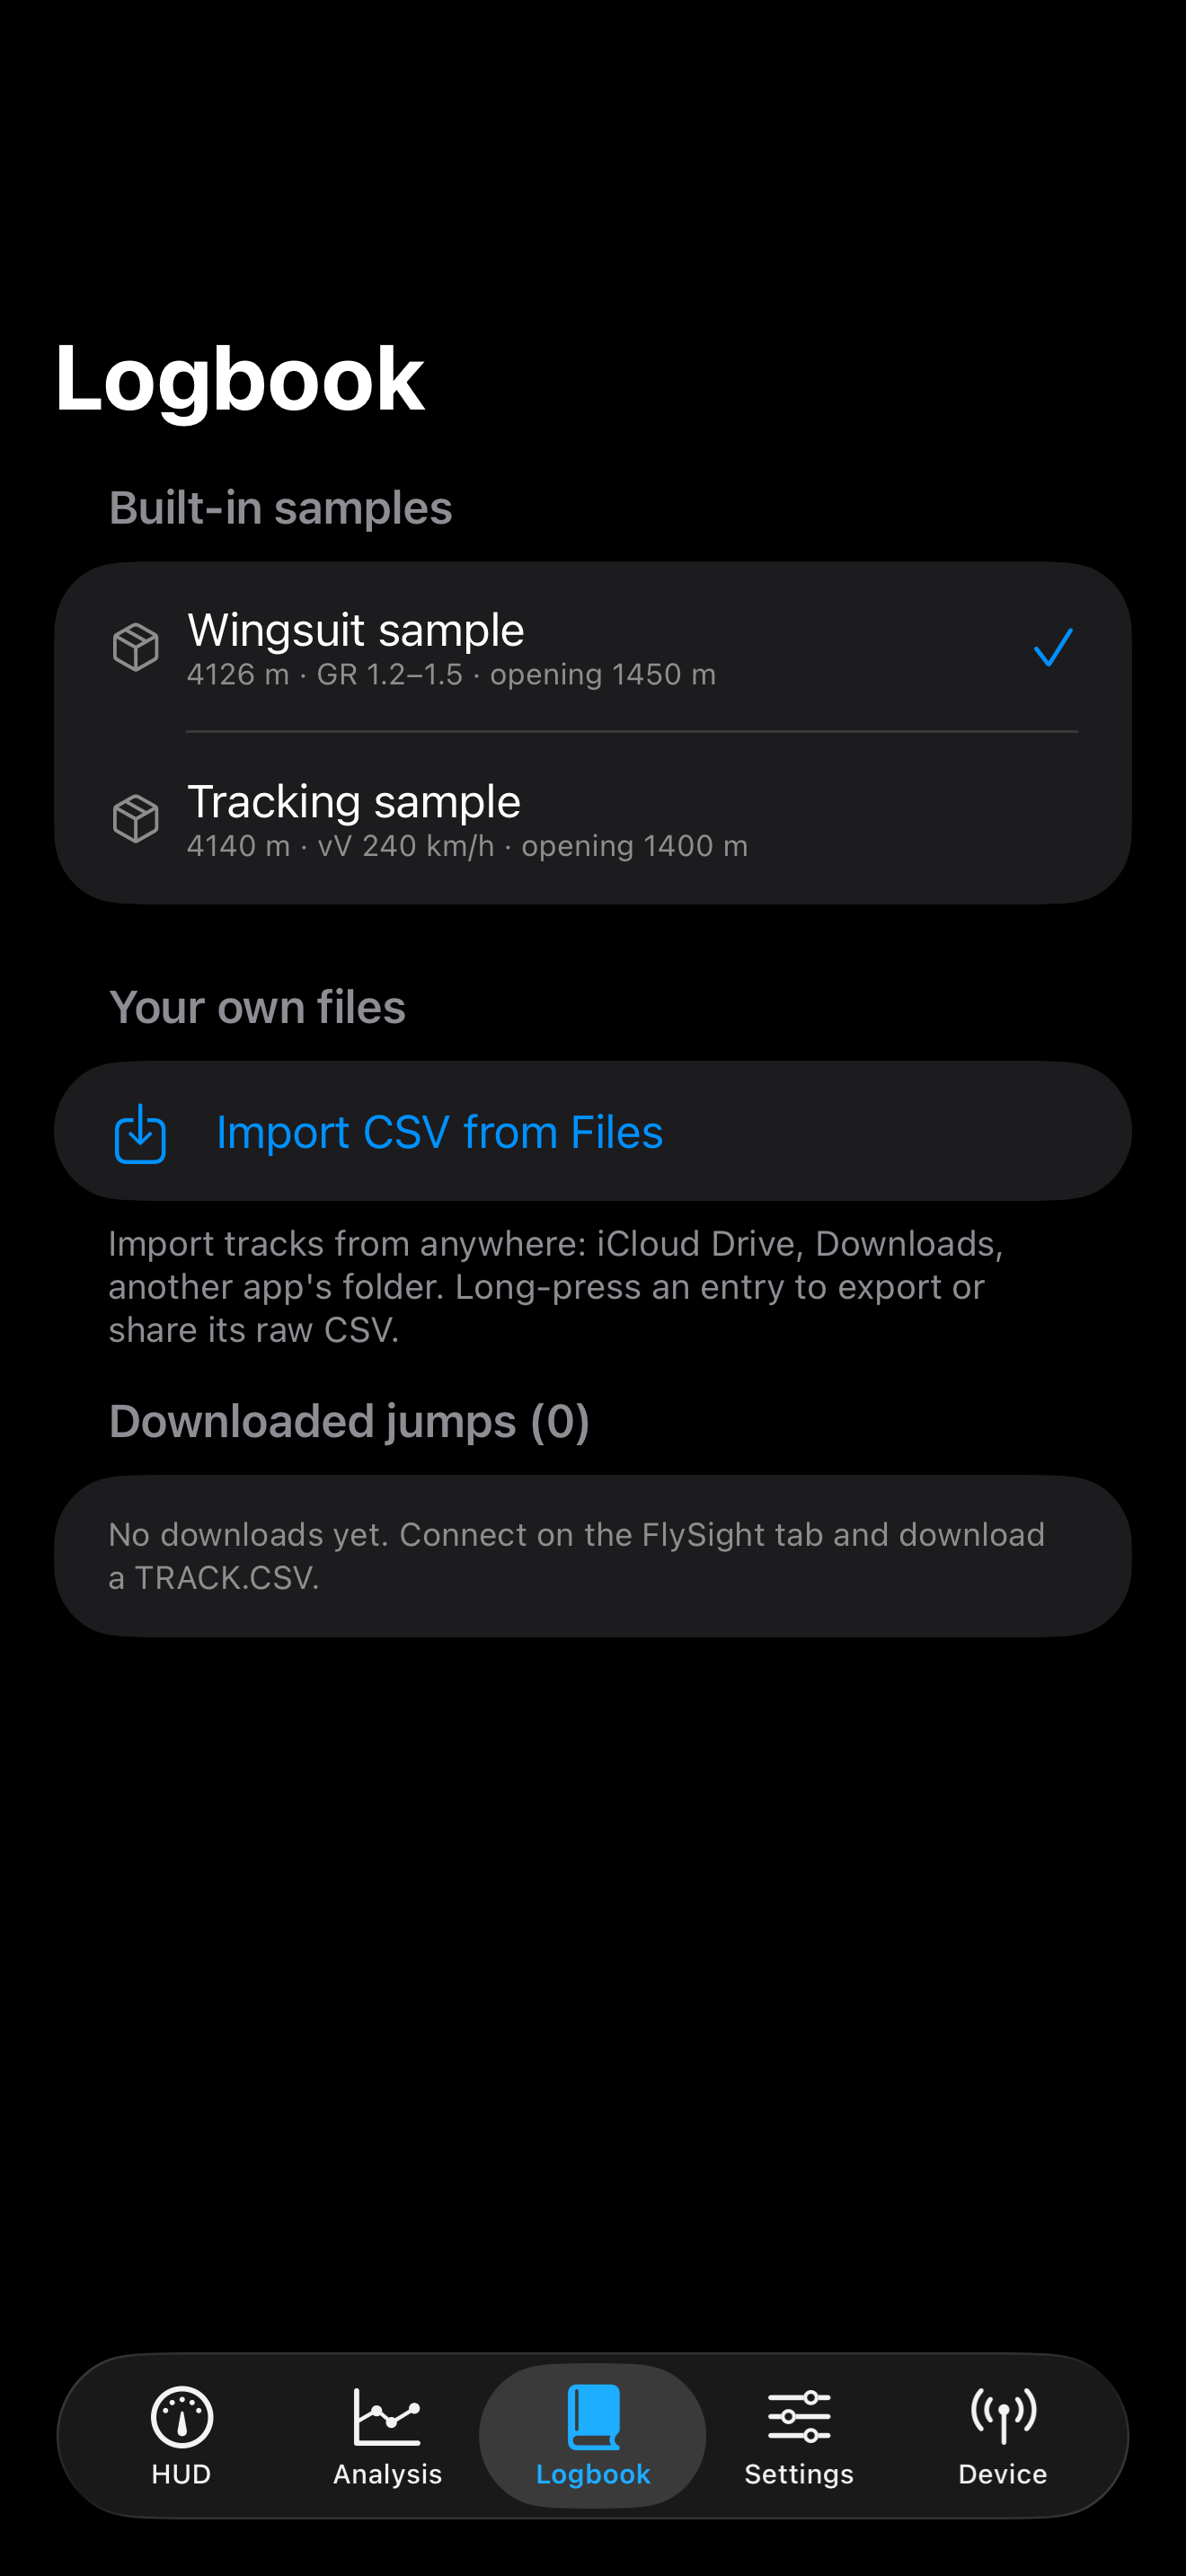 Logbook
Built-in samples
Wingsuit sample
4126 m · GR 1.2–1.5 · opening 1450 m
Tracking sample
4140 m · vV 240 km/h · opening 1400 m
Your own files
Import CSV from Files
Import tracks from anywhere: iCloud Drive, Downloads,
another app's folder. Long-press an entry to export or
share its raw CSV.
Downloaded jumps (0)
No downloads yet. Connect on the FlySight tab and download
a TRACK.CSV.
HUD
Analysis
Logbook
Settings
Device